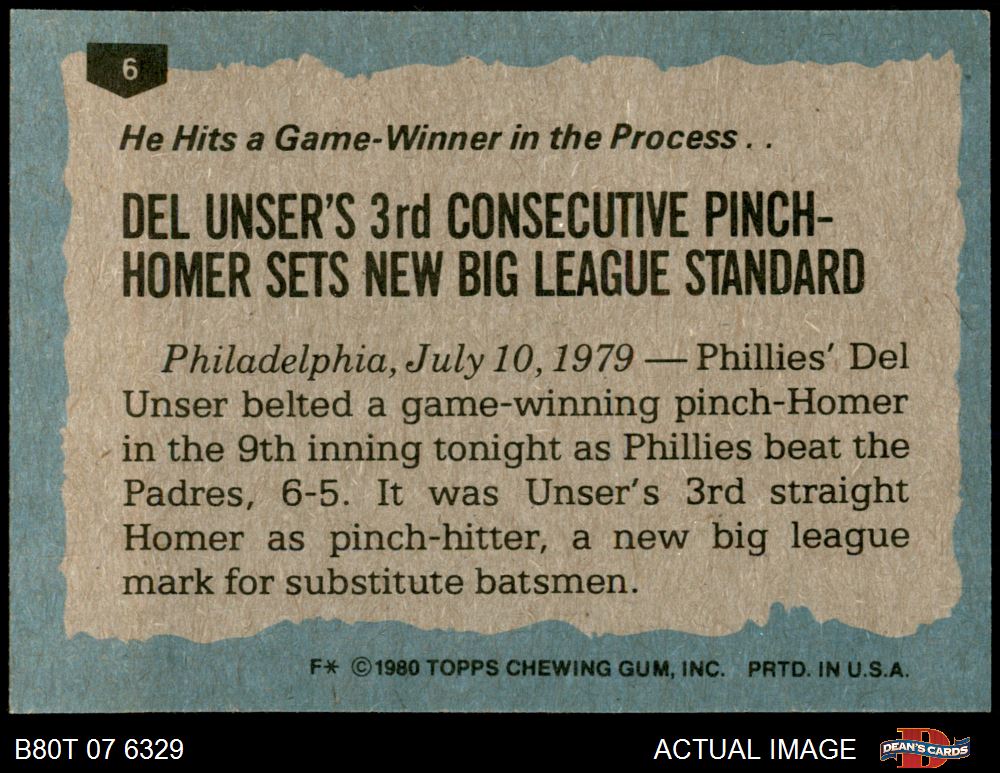 6
He Hits a Game-Winner in the Process . .
DEL UNSER'S 3rd CONSECUTIVE PINCH-
HOMER SETS NEW BIG LEAGUE STANDARD
Philadelphia, July 10, 1979 — Phillies' Del
Unser belted a game-winning pinch-Homer
in the 9th inning tonight as Phillies beat the
Padres, 6-5. It was Unser's 3rd straight
Homer as pinch-hitter, a new big league
mark for substitute batsmen.
F* ©1980 TOPPS CHEWING GUM, INC. PRTD. IN U.S.A.
B80T 07 6329 ACTUAL IMAGE DEAN'S CARDS